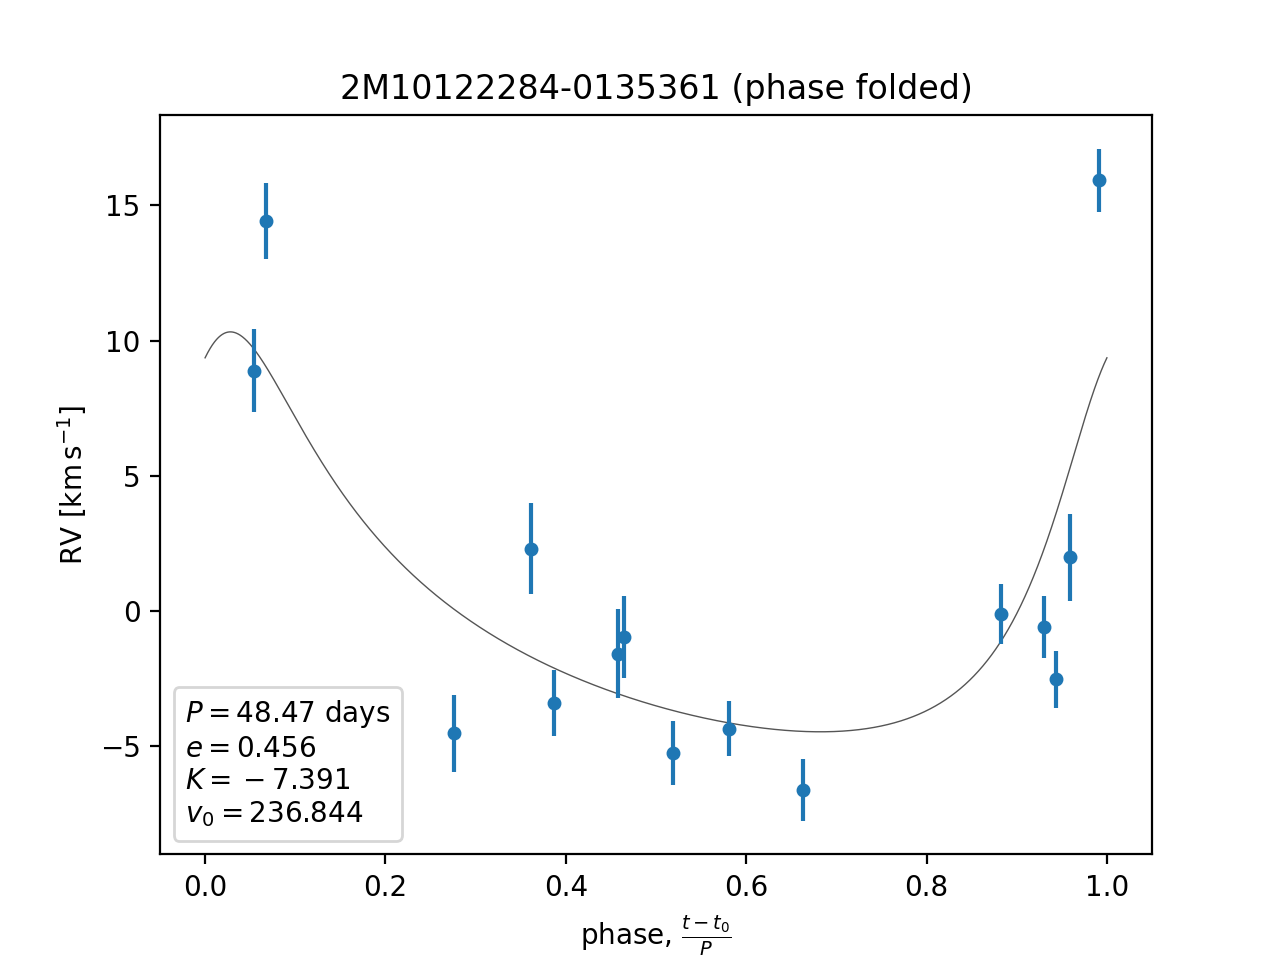 2M10122284-0135361 (phase folded)
15
10
5
0
−5
RV [km s⁻¹]
P = 48.47 days
e = 0.456
K = − 7.391
v₀ = 236.844
0.0 0.2 0.4 0.6 0.8 1.0
phase, (t − t₀)/P